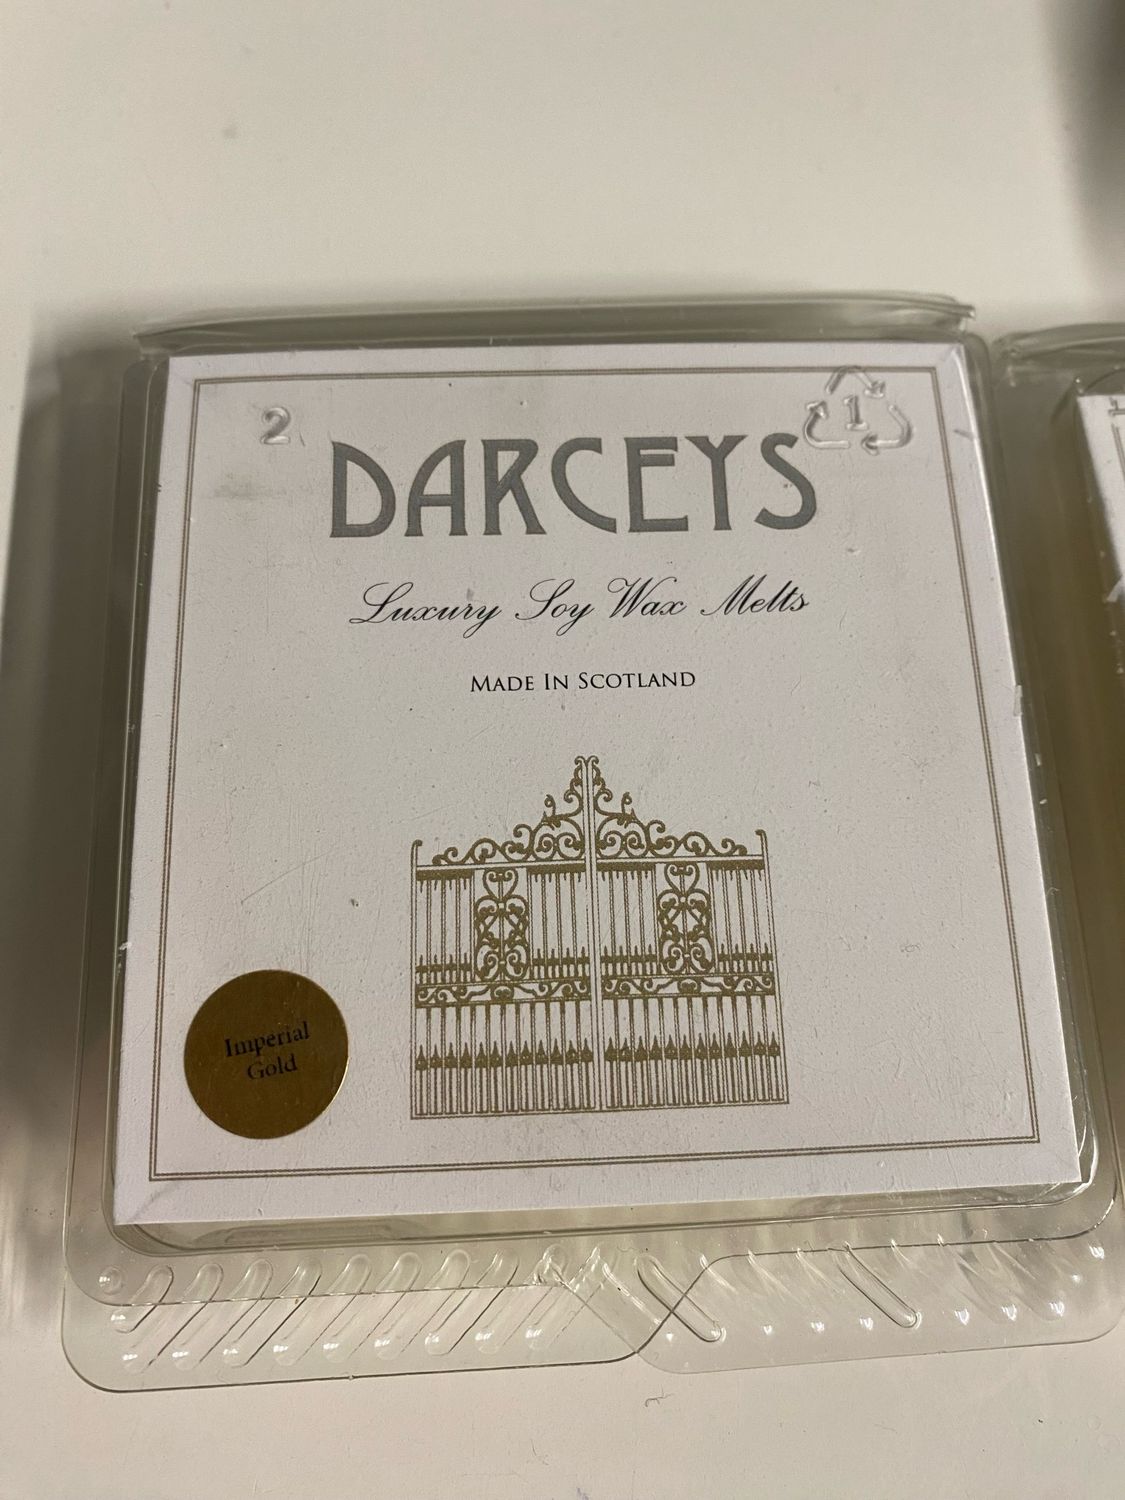 2
1
DARCEYS
Luxury Soy Wax Melts
MADE IN SCOTLAND
Imperial
Gold